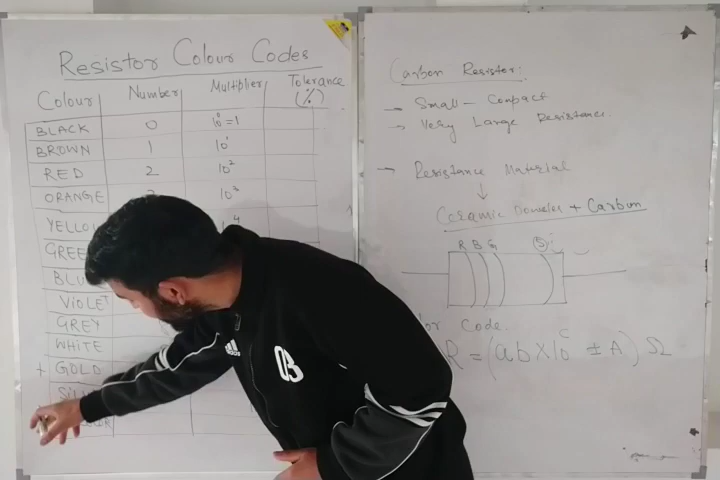 Resistor Colour Codes
Colour Number Multiplier Tolerance (%)
BLACK 0 10⁰=1
BROWN 1 10¹
RED 2 10²
ORANGE 10³
YELLO
GREE
BLU
VIOLET
GREY
WHITE
+ GOLD
Carbon Resistor:
→ Small - Compact
→ Very Large Resistance.
→ Resistance Material
↓
Ceramic + Carbon
R B G 5
Code.
R = (ab x 10ᶜ ± A) Ω
adidas
03